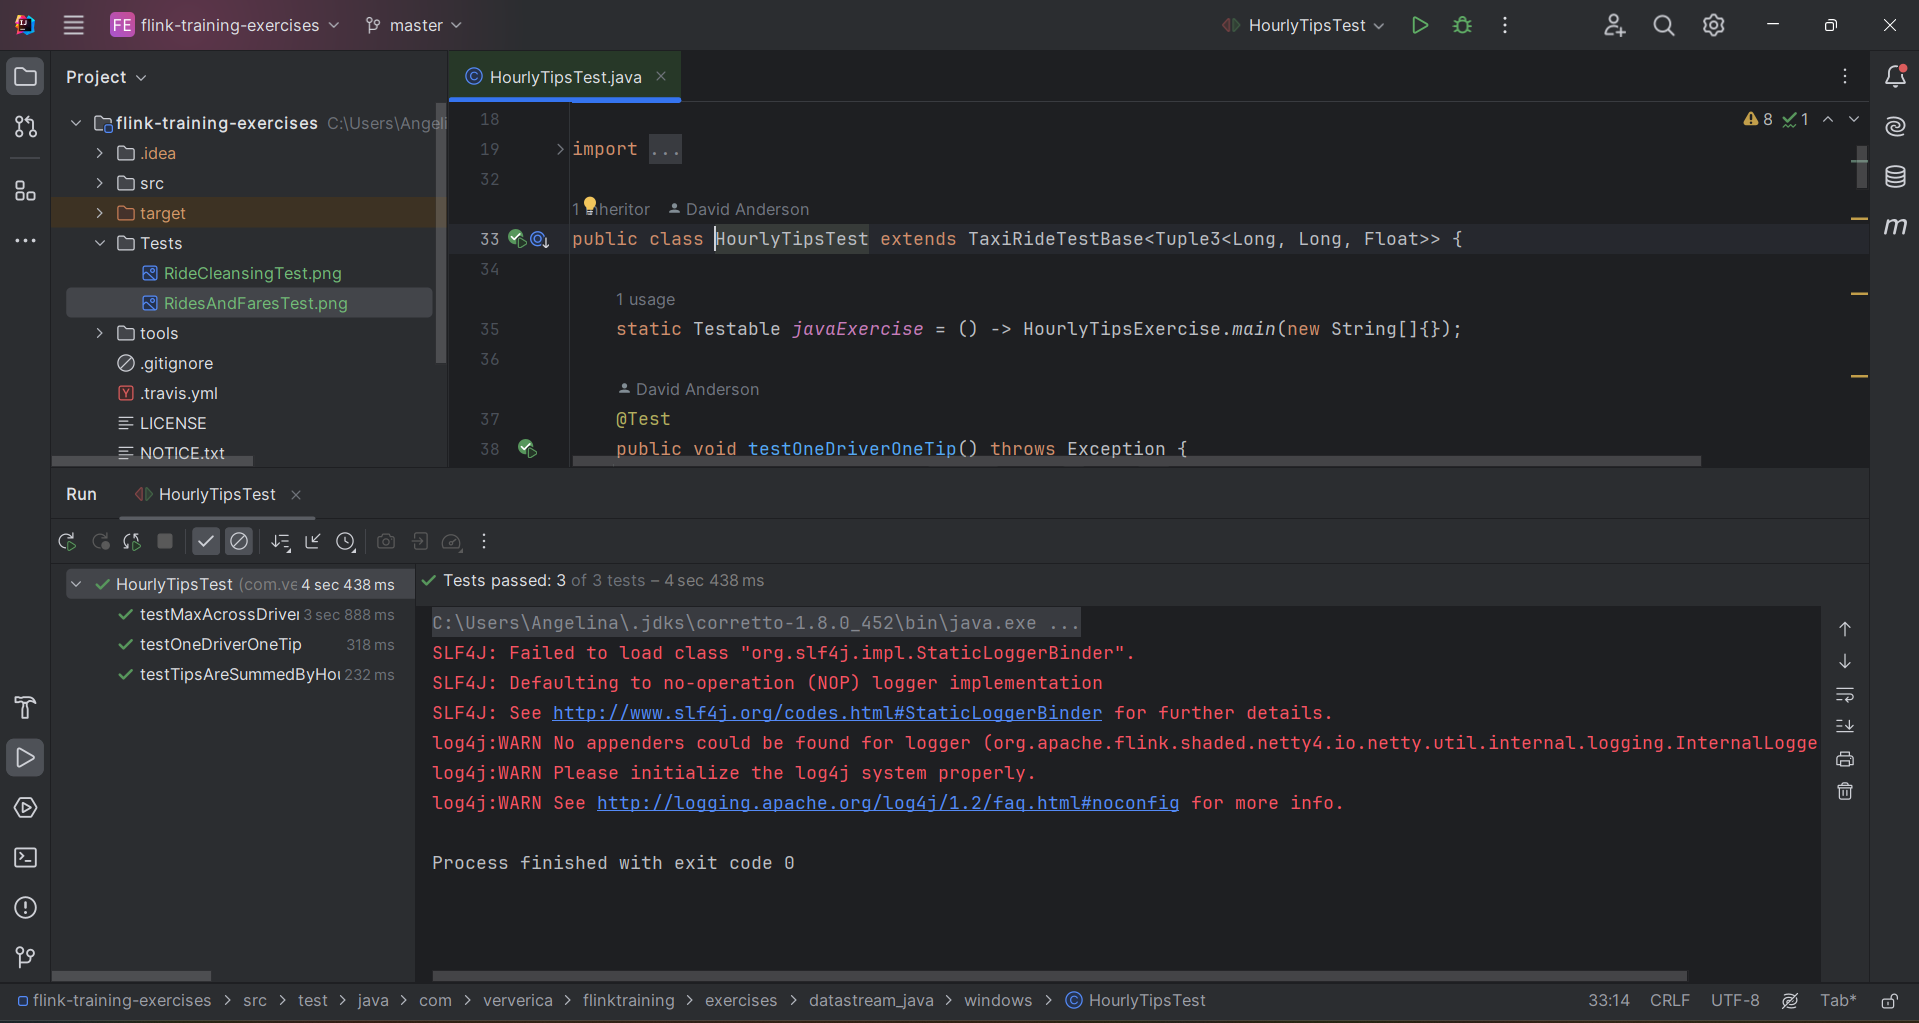 FE flink-training-exercises master HourlyTipsTest
Project
HourlyTipsTest.java
flink-training-exercises C:\Users\Angeli
.idea
src
target
Tests
RideCleansingTest.png
RidesAndFaresTest.png
tools
.gitignore
.travis.yml
LICENSE
NOTICE.txt
18
8 1
19 import ...
32
1 inheritor David Anderson
33 public class HourlyTipsTest extends TaxiRideTestBase<Tuple3<Long, Long, Float>> {
34
1 usage
35 static Testable javaExercise = () -> HourlyTipsExercise.main(new String[]{});
36
David Anderson
37 @Test
38 public void testOneDriverOneTip() throws Exception {
Run HourlyTipsTest
HourlyTipsTest (com.ve 4 sec 438 ms
testMaxAcrossDriver 3 sec 888 ms
testOneDriverOneTip 318 ms
testTipsAreSummedByHou 232 ms
Tests passed: 3 of 3 tests – 4 sec 438 ms
C:\Users\Angelina\.jdks\corretto-1.8.0_452\bin\java.exe ...
SLF4J: Failed to load class "org.slf4j.impl.StaticLoggerBinder".
SLF4J: Defaulting to no-operation (NOP) logger implementation
SLF4J: See http://www.slf4j.org/codes.html#StaticLoggerBinder for further details.
log4j:WARN No appenders could be found for logger (org.apache.flink.shaded.netty4.io.netty.util.internal.logging.InternalLogge
log4j:WARN Please initialize the log4j system properly.
log4j:WARN See http://logging.apache.org/log4j/1.2/faq.html#noconfig for more info.
Process finished with exit code 0
flink-training-exercises > src > test > java > com > ververica > flinktraining > exercises > datastream_java > windows > HourlyTipsTest
33:14 CRLF UTF-8 Tab*